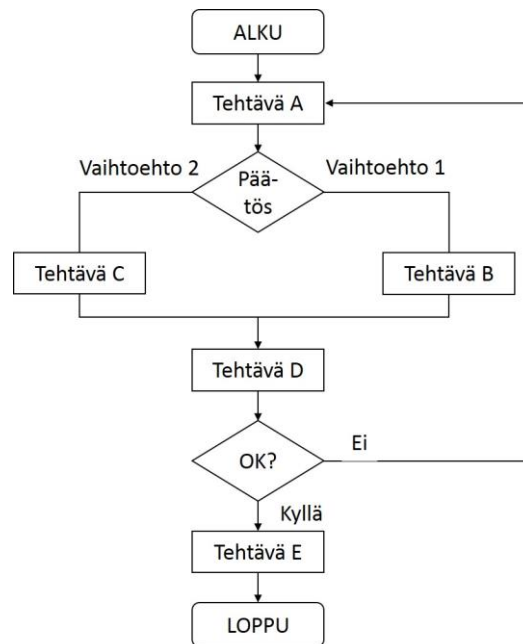 ALKU
Tehtävä A
Vaihtoehto 2
Vaihtoehto 1
Pää-
tös
Tehtävä C
Tehtävä B
Tehtävä D
OK?
Ei
Kyllä
Tehtävä E
LOPPU